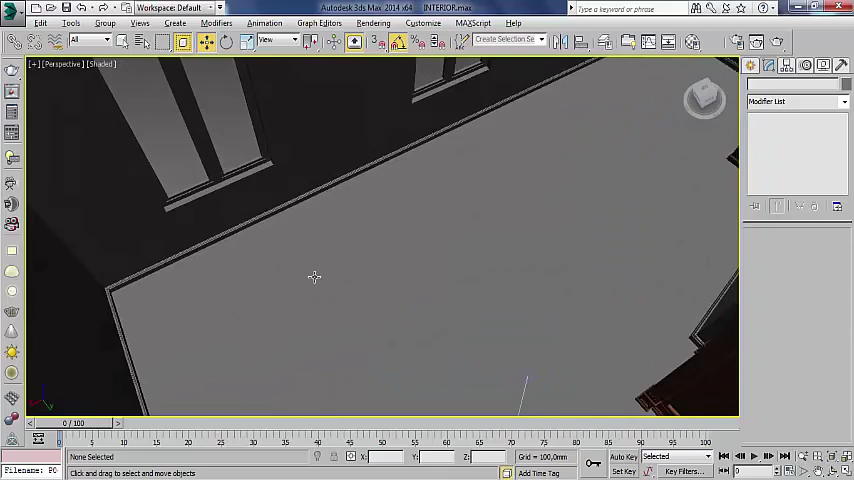 Workspace: Default
Autodesk 3ds Max 2014 x64
INTERIOR.max
Type a keyword or phrase
Edit Tools Group Views Create Modifiers Animation Graph Editors Rendering Customize MAXScript Help
All
View
3
Create Selection Se
[+] [Perspective] [Shaded]
Modifier List
0 / 100
0 5 10 15 20 25 30 35 40 45 50 55 60 65 70 75 80 85 90 95 100
None Selected
X:
Y:
Z:
Grid = 100,0mm
Auto Key
Selected
Filename: PO
Click and drag to select and move objects
Add Time Tag
Set Key
Key Filters...
0